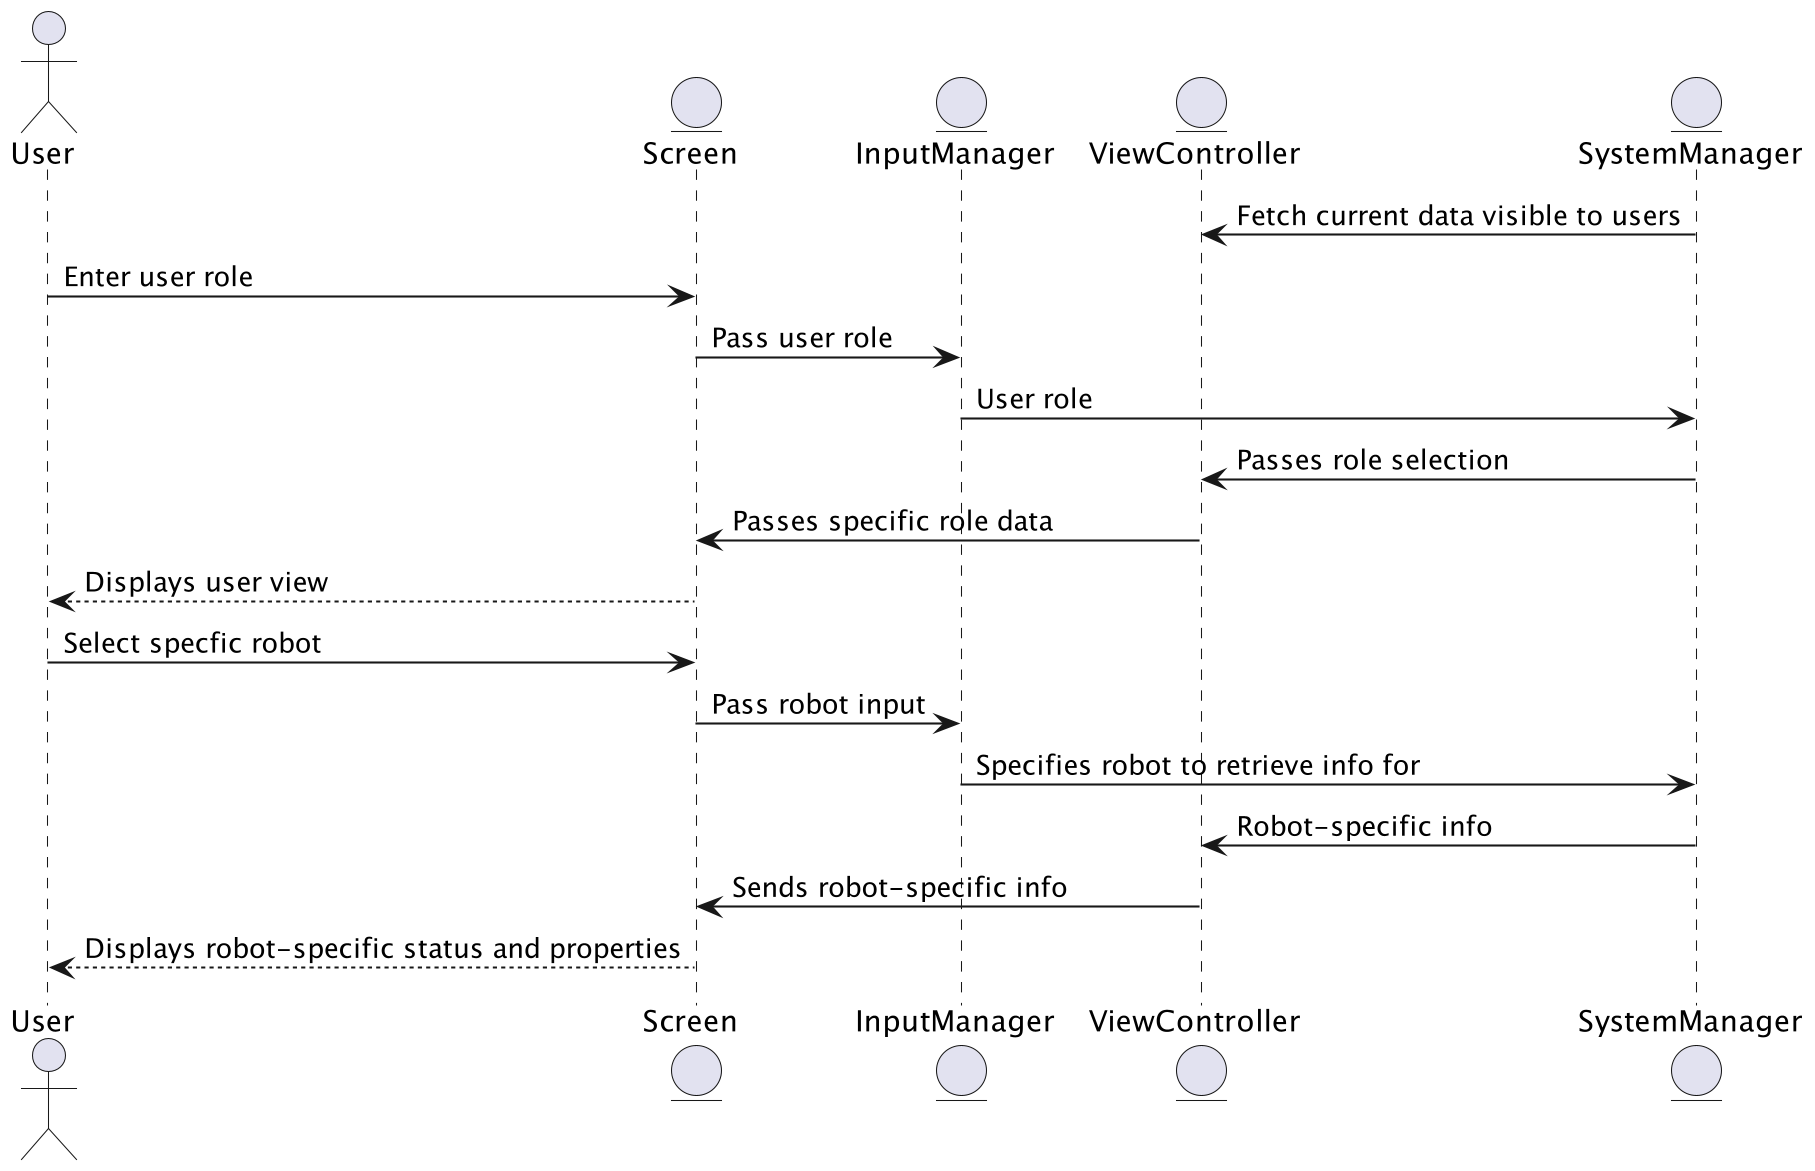 User
Screen
InputManager
ViewController
SystemManager
Fetch current data visible to users
Enter user role
Pass user role
User role
Passes role selection
Passes specific role data
Displays user view
Select specfic robot
Pass robot input
Specifies robot to retrieve info for
Robot-specific info
Sends robot-specific info
Displays robot-specific status and properties
User
Screen
InputManager
ViewController
SystemManager